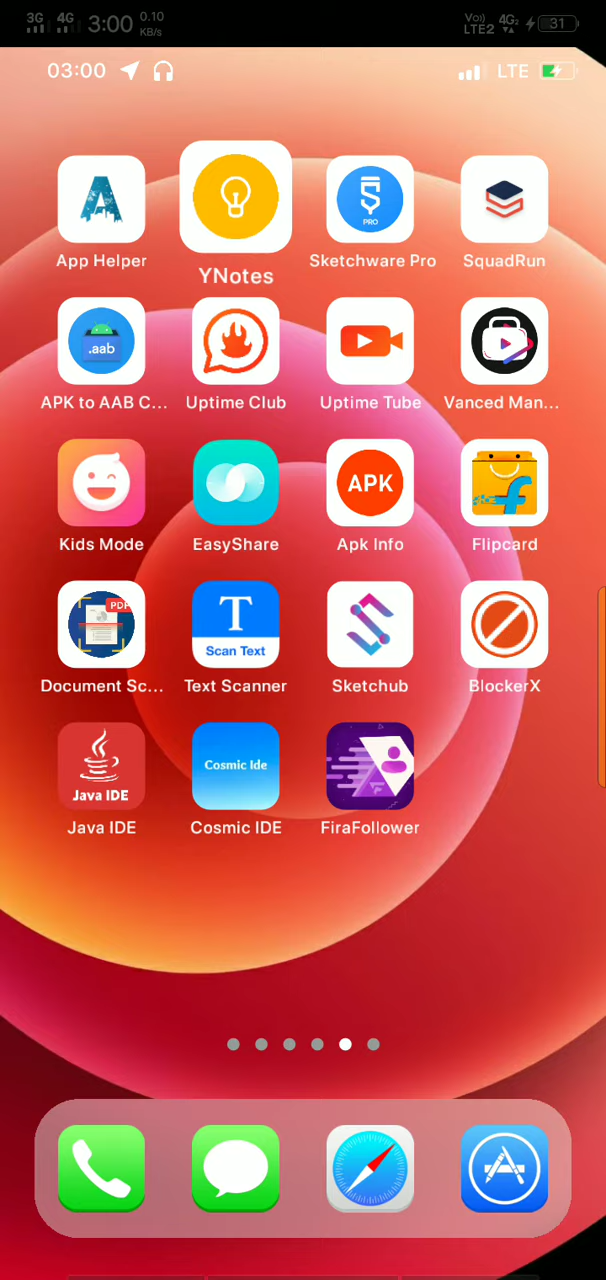 3G 4G 3:00 0.10 KB/s Vo) LTE2 4G2 31
03:00 LTE
App Helper YNotes Sketchware Pro SquadRun
PRO
.aab
APK to AAB C... Uptime Club Uptime Tube Vanced Man...
APK
Kids Mode EasyShare Apk Info Flipcard
PDF
T
Scan Text
Document Sc... Text Scanner Sketchub BlockerX
Cosmic Ide
Java IDE
Java IDE Cosmic IDE FiraFollower